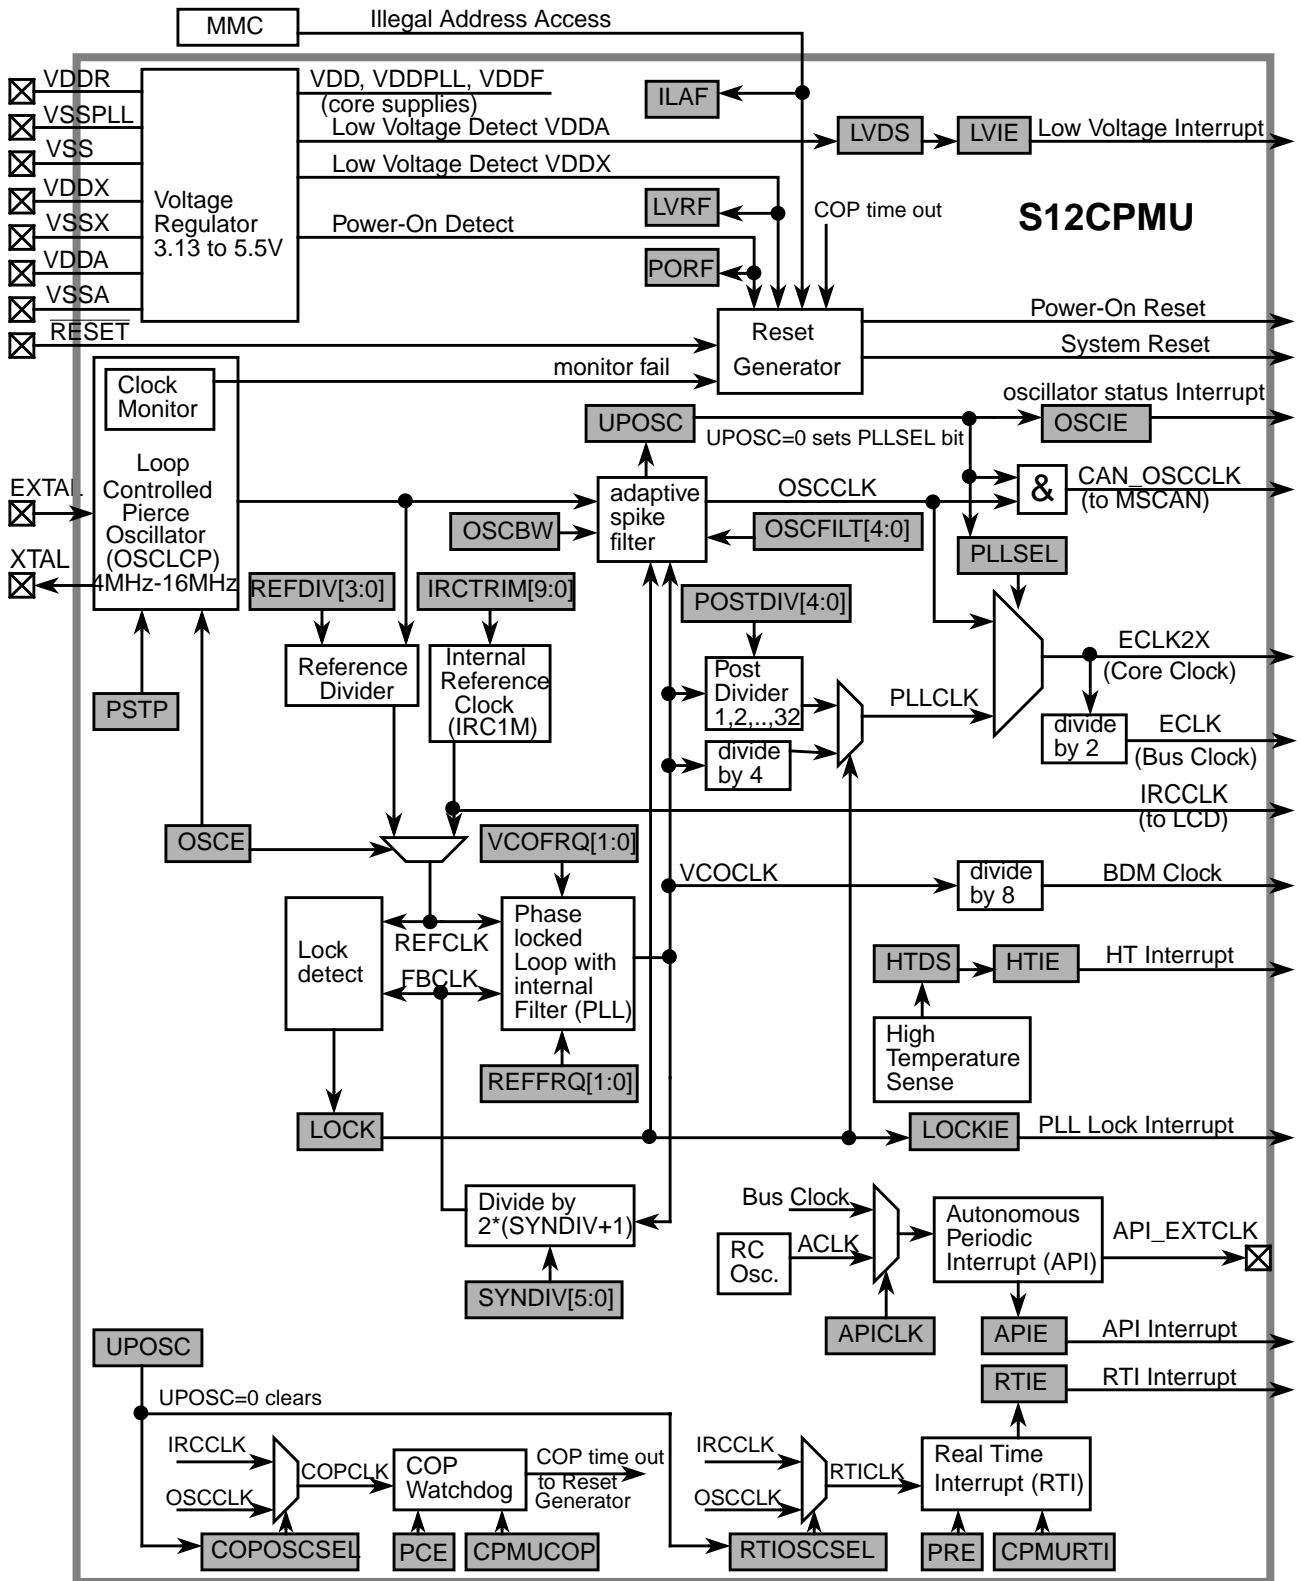 MMC
Illegal Address Access
VDDR
VSSPLL
VSS
VDDX
VSSX
VDDA
VSSA
RESET
Voltage
Regulator
3.13 to 5.5V
VDD, VDDPLL, VDDF
(core supplies)
Low Voltage Detect VDDA
Low Voltage Detect VDDX
Power-On Detect
ILAF
LVRF
PORF
LVDS
LVIE
Low Voltage Interrupt
COP time out
S12CPMU
Reset
Generator
Power-On Reset
System Reset
monitor fail
Clock
Monitor
Loop
Controlled
Pierce
Oscillator
(OSCLCP)
4MHz-16MHz
EXTAL
XTAL
UPOSC
UPOSC=0 sets PLLSEL bit
oscillator status Interrupt
OSCIE
adaptive
spike
filter
OSCCLK
&
CAN_OSCCLK
(to MSCAN)
OSCBW
OSCFILT[4:0]
PLLSEL
REFDIV[3:0]
IRCTRIM[9:0]
POSTDIV[4:0]
Reference
Divider
Internal
Reference
Clock
(IRC1M)
Post
Divider
1,2,..,32
PLLCLK
ECLK2X
(Core Clock)
PSTP
divide
by 4
divide
by 2
ECLK
(Bus Clock)
IRCCLK
(to LCD)
OSCE
VCOFRQ[1:0]
VCOCLK
divide
by 8
BDM Clock
Lock
detect
REFCLK
FBCLK
Phase
locked
Loop with
internal
Filter (PLL)
REFFRQ[1:0]
HTDS
HTIE
HT Interrupt
High
Temperature
Sense
LOCK
LOCKIE
PLL Lock Interrupt
Divide by
2*(SYNDIV+1)
SYNDIV[5:0]
Bus Clock
RC
Osc.
ACLK
Autonomous
Periodic
Interrupt (API)
API_EXTCLK
APICLK
APIE
API Interrupt
UPOSC
UPOSC=0 clears
RTIE
RTI Interrupt
IRCCLK
OSCCLK
COPCLK
COP
Watchdog
COP time out
to Reset
Generator
IRCCLK
OSCCLK
RTICLK
Real Time
Interrupt (RTI)
COPOSCSEL
PCE
CPMUCOP
RTIOSCSEL
PRE
CPMURTI